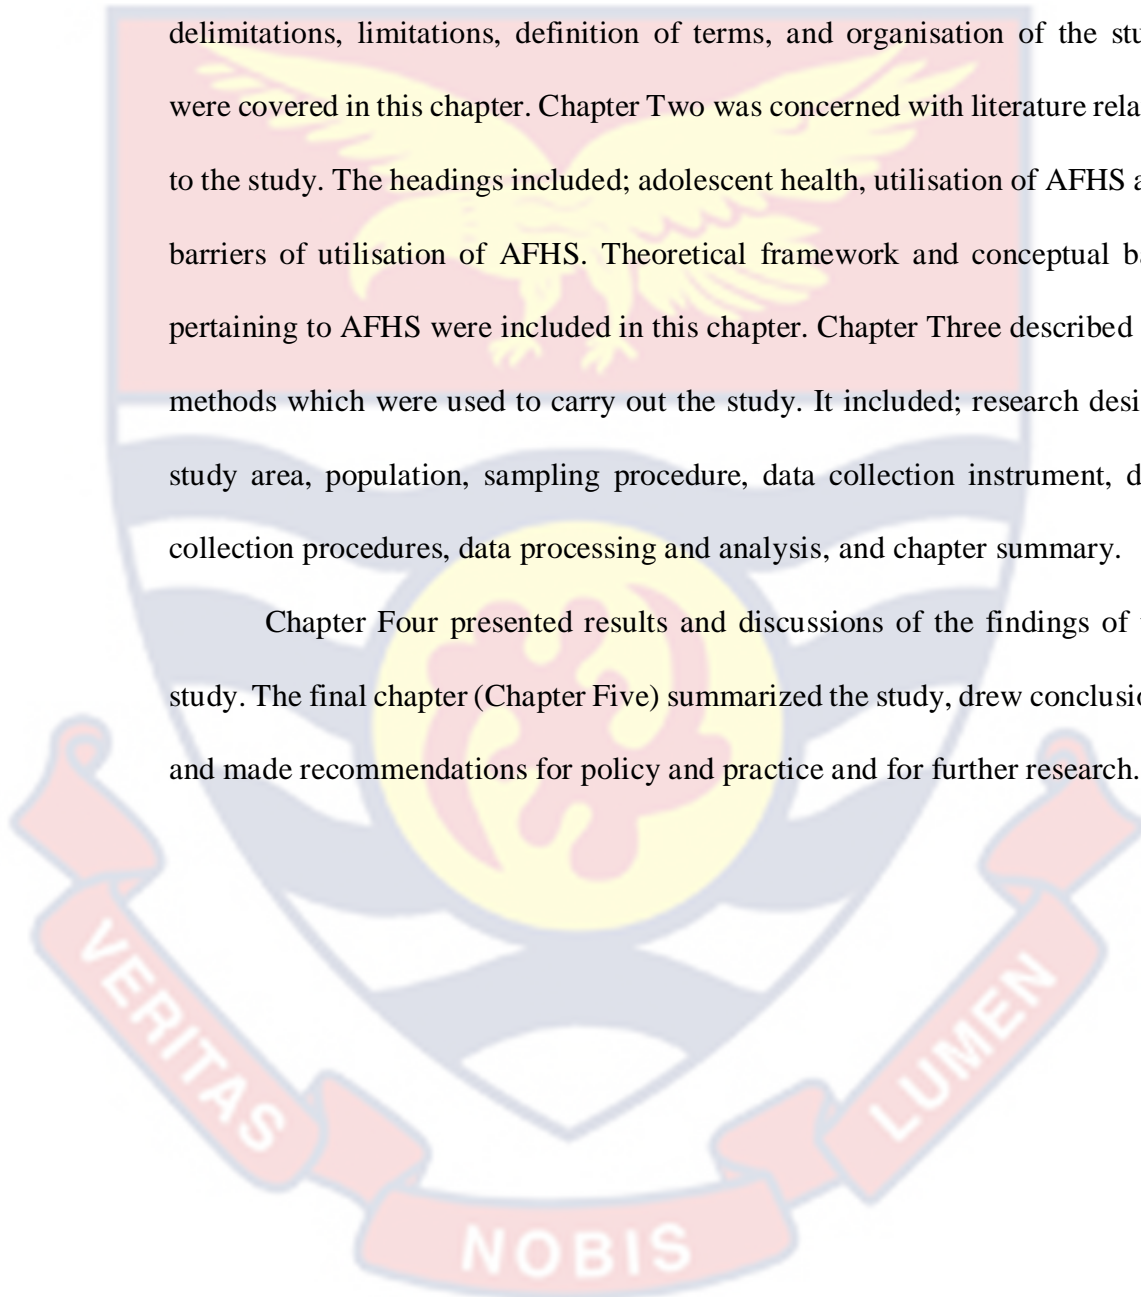 delimitations, limitations, definition of terms, and organisation of the stu
were covered in this chapter. Chapter Two was concerned with literature rela
to the study. The headings included; adolescent health, utilisation of AFHS a
barriers of utilisation of AFHS. Theoretical framework and conceptual ba
pertaining to AFHS were included in this chapter. Chapter Three described
methods which were used to carry out the study. It included; research desi
study area, population, sampling procedure, data collection instrument, d
collection procedures, data processing and analysis, and chapter summary.
Chapter Four presented results and discussions of the findings of
study. The final chapter (Chapter Five) summarized the study, drew conclusio
and made recommendations for policy and practice and for further research.
VERITAS
NOBIS
LUMEN